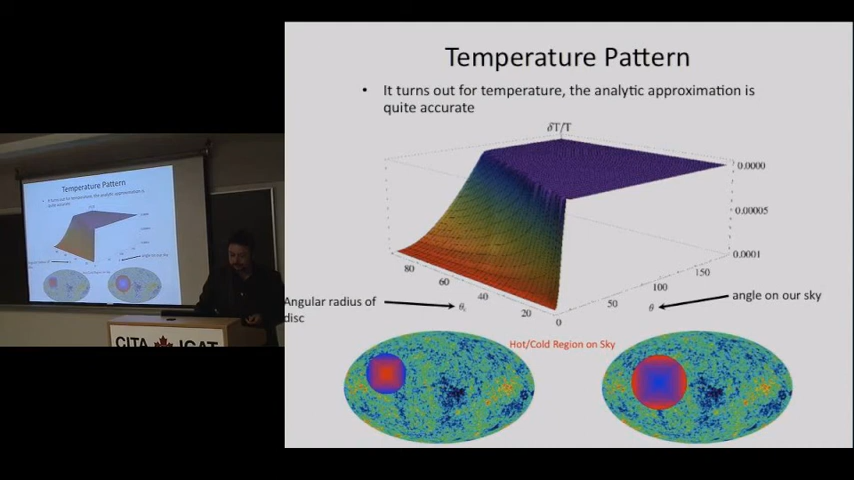 Temperature Pattern
• It turns out for temperature, the analytic approximation is
quite accurate
δT/T
0.0000
0.00005
0.0001
80
60
40
20
0
50
100
150
θ
Angular radius of
disc
angle on our sky
Hot/Cold Region on Sky
Temperature Pattern
CITA ICAT